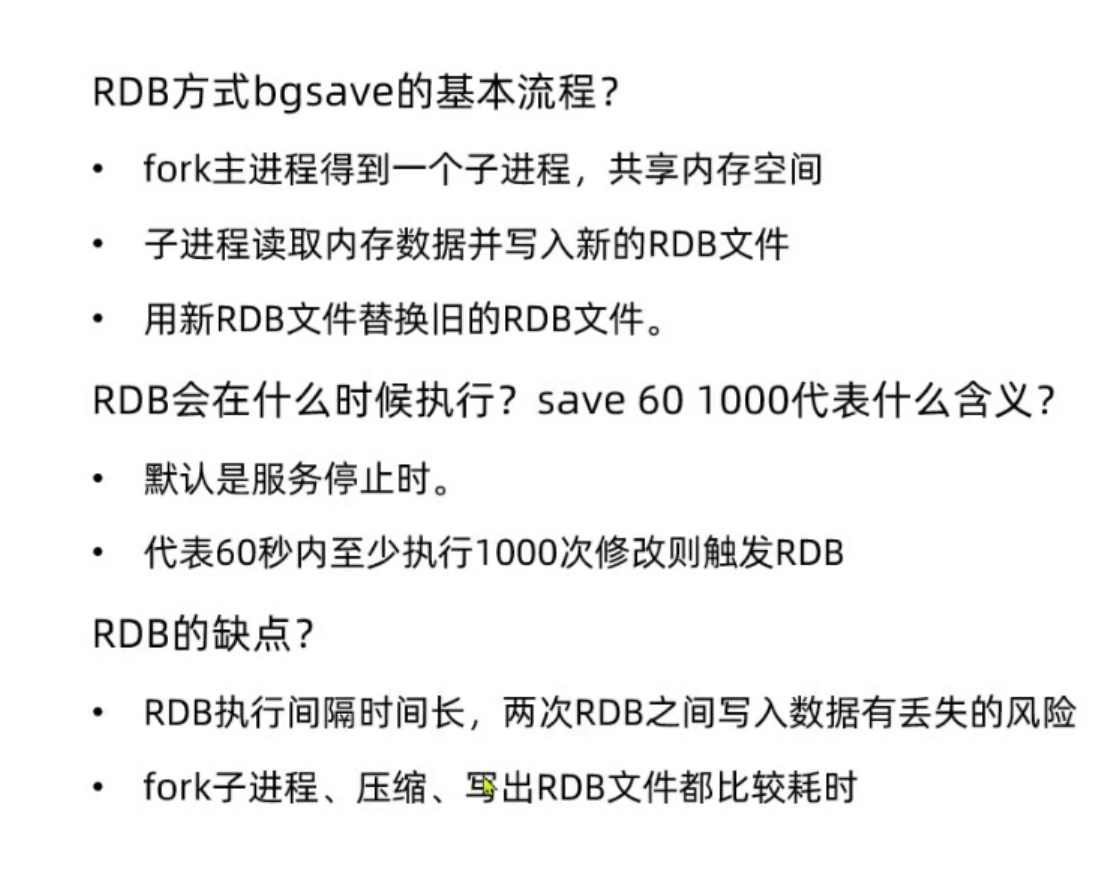 RDB方式bgsave的基本流程？
• fork主进程得到一个子进程，共享内存空间
• 子进程读取内存数据并写入新的RDB文件
• 用新RDB文件替换旧的RDB文件。
RDB会在什么时候执行？save 60 1000代表什么含义？
• 默认是服务停止时。
• 代表60秒内至少执行1000次修改则触发RDB
RDB的缺点？
• RDB执行间隔时间长，两次RDB之间写入数据有丢失的风险
• fork子进程、压缩、写出RDB文件都比较耗时